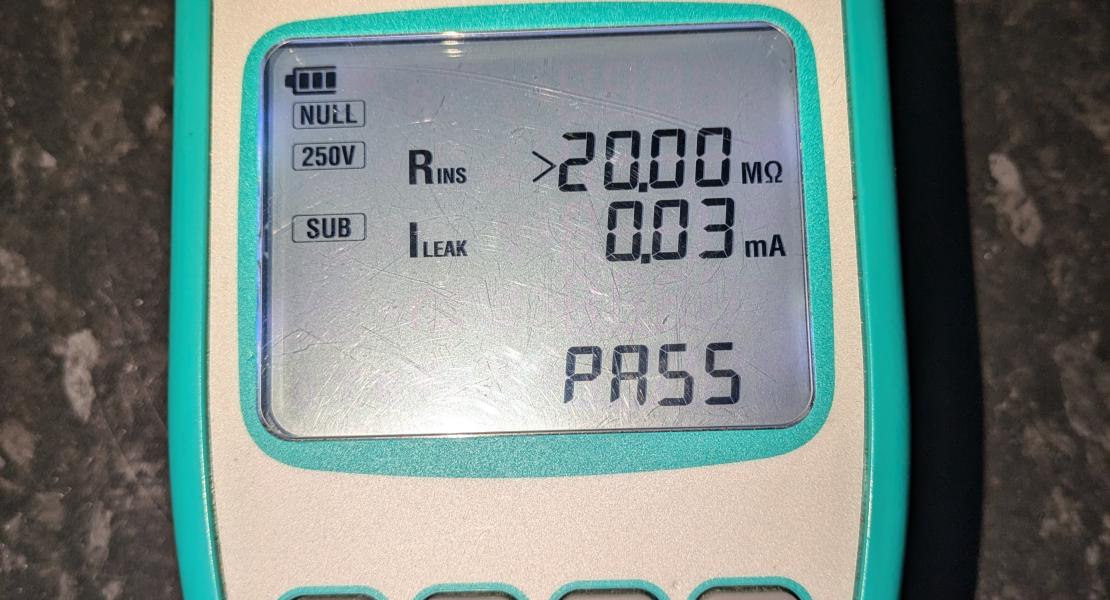 NULL
250V
RINS >20.00 MΩ
SUB
ILEAK 0.03 mA
PASS